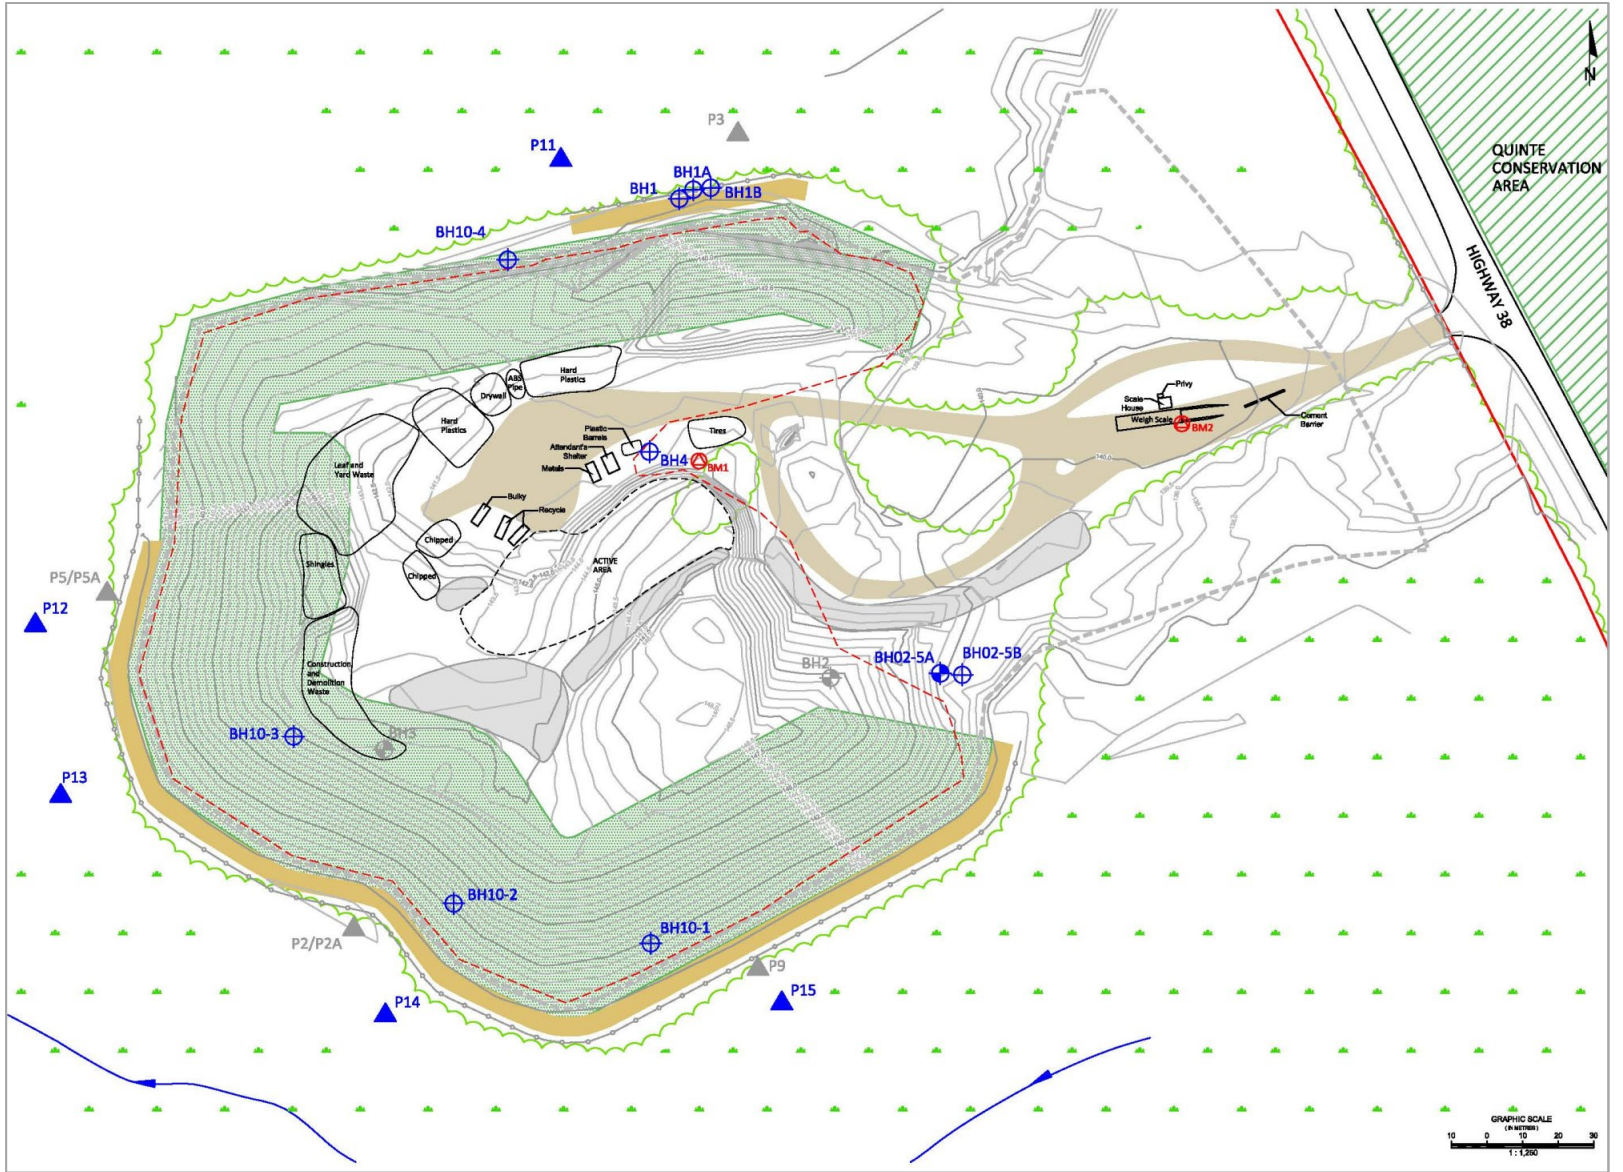 N
P3
P11
QUINTE
CONSERVATION
AREA
BH1A
BH1
BH1B
BH10-4
HIGHWAY 38
Hard
Plastics
ABS
Pipe
Drywall
Privy
Scale
House
Weigh Scale
Cement
Barrier
BM2
Hard
Plastics
Plastic
Barrels
Tires
Attendant's
Shelter
BH4
BM1
Metals
Leaf and
Yard Waste
140.0
Bulky
Recycle
Chipped
ACTIVE
AREA
Shingles
Chipped
P5/P5A
P12
BH02-5A
BH02-5B
BH2
Construction
and
Demolition
Waste
BH10-3
BH3
P13
BH10-2
BH10-1
P2/P2A
P9
P14
P15
GRAPHIC SCALE
(IN METRES)
10 0 10 20 30
1 : 1,250